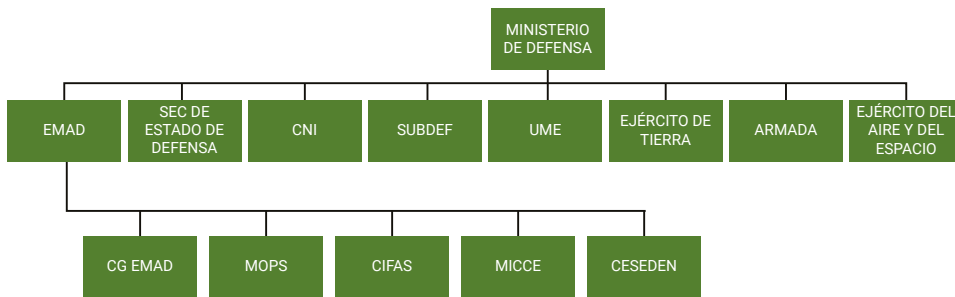 MINISTERIO
DE DEFENSA
EMAD
SEC DE
ESTADO DE
DEFENSA
CNI
SUBDEF
UME
EJÉRCITO DE
TIERRA
ARMADA
EJÉRCITO DEL
AIRE Y DEL
ESPACIO
CG EMAD
MOPS
CIFAS
MICCE
CESEDEN